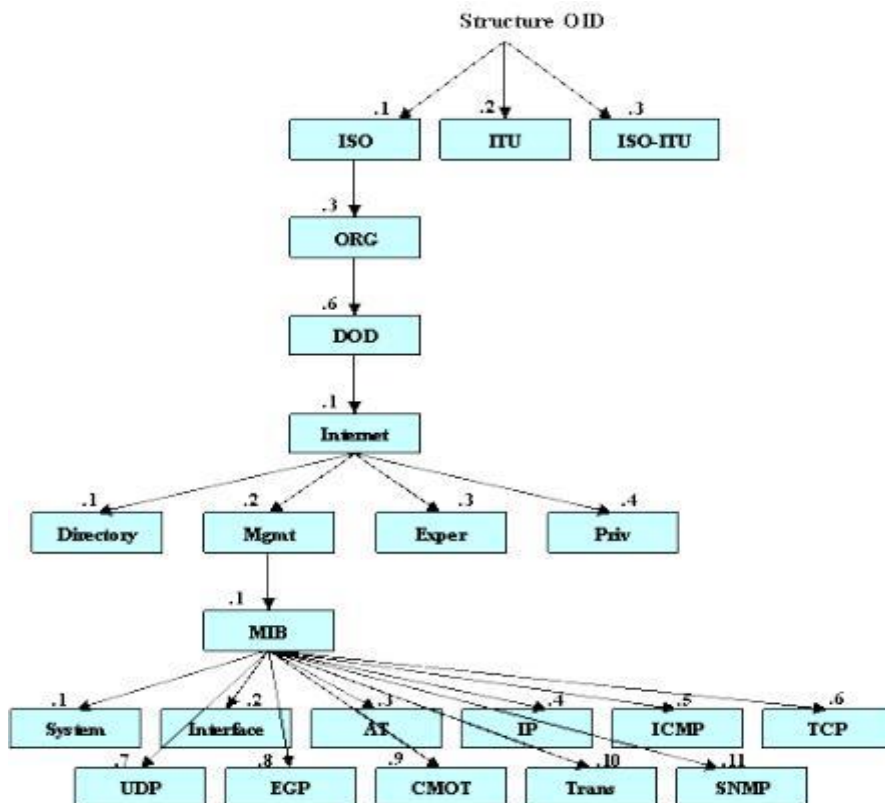 Structure OID
.1 .2 .3
ISO ITU ISO-ITU
.3
ORG
.6
DOD
.1
Internet
.1 .2 .3 .4
Directory Mgmt Exper Priv
.1
MIB
.1 .2 .3 .4 .5 .6
System Interface AT IP ICMP TCP
.7 .8 .9 .10 .11
UDP EGP CMOT Trans SNMP